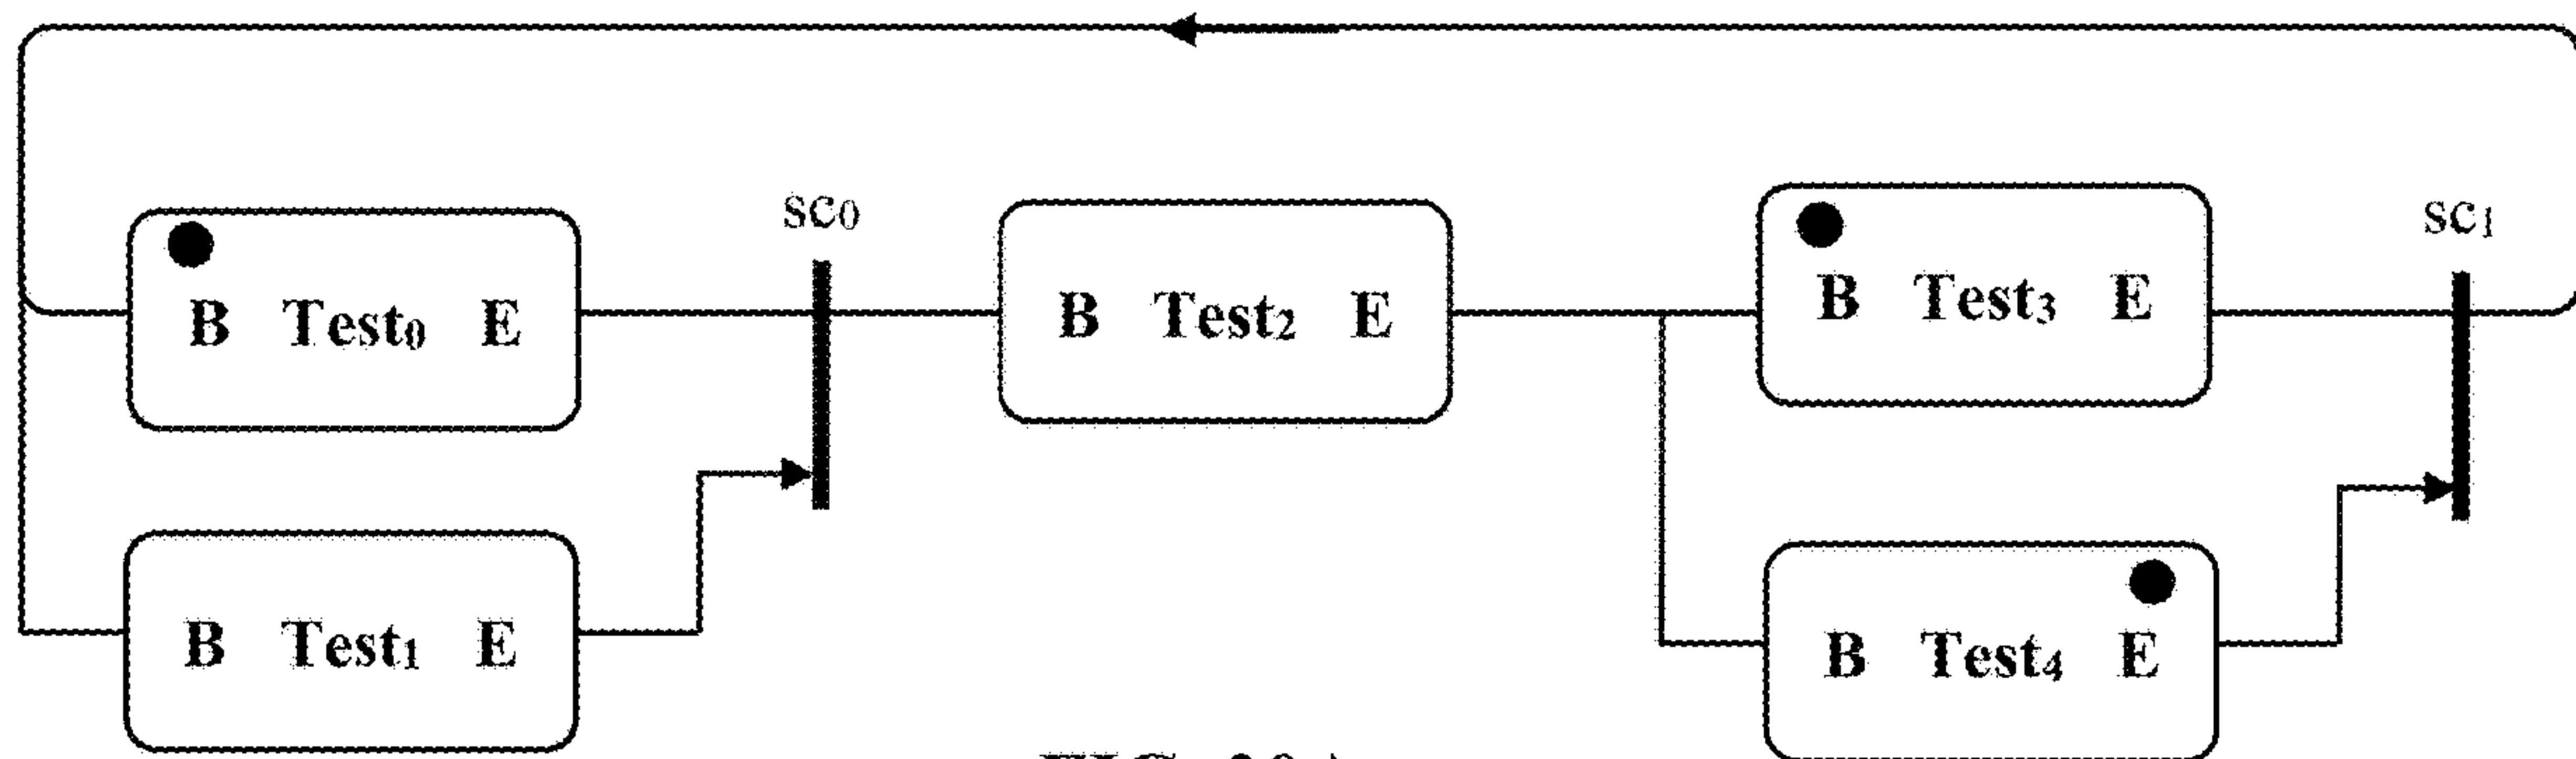 sc₀
sc₁
B Test₀ E
B Test₂ E
B Test₃ E
B Test₁ E
B Test₄ E